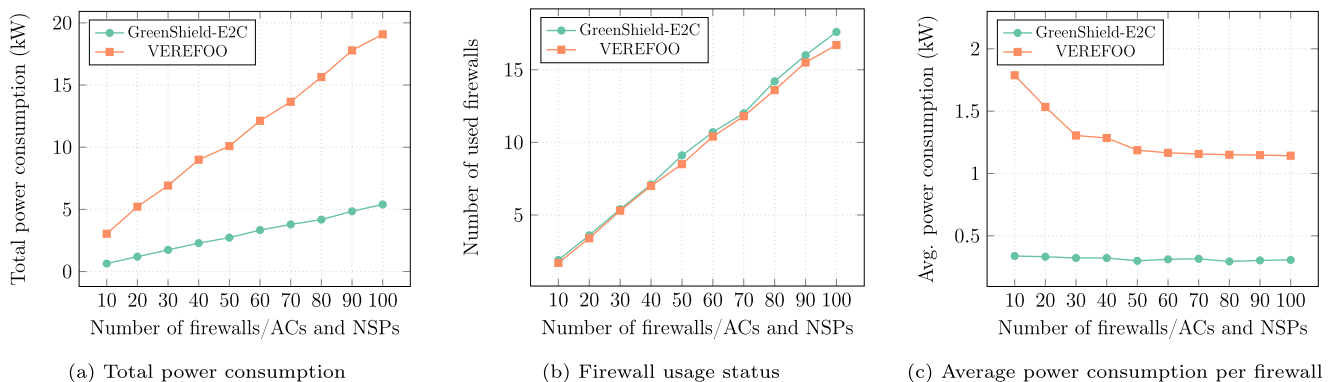 Total power consumption (kW)
20
15
10
5
0
GreenShield-E2C
VEREFOO
10 20 30 40 50 60 70 80 90 100
Number of firewalls/ACs and NSPs
(a) Total power consumption
Number of used firewalls
15
10
5
GreenShield-E2C
VEREFOO
10 20 30 40 50 60 70 80 90 100
Number of firewalls/ACs and NSPs
(b) Firewall usage status
Avg. power consumption (kW)
2
1.5
1
0.5
GreenShield-E2C
VEREFOO
10 20 30 40 50 60 70 80 90 100
Number of firewalls/ACs and NSPs
(c) Average power consumption per firewall